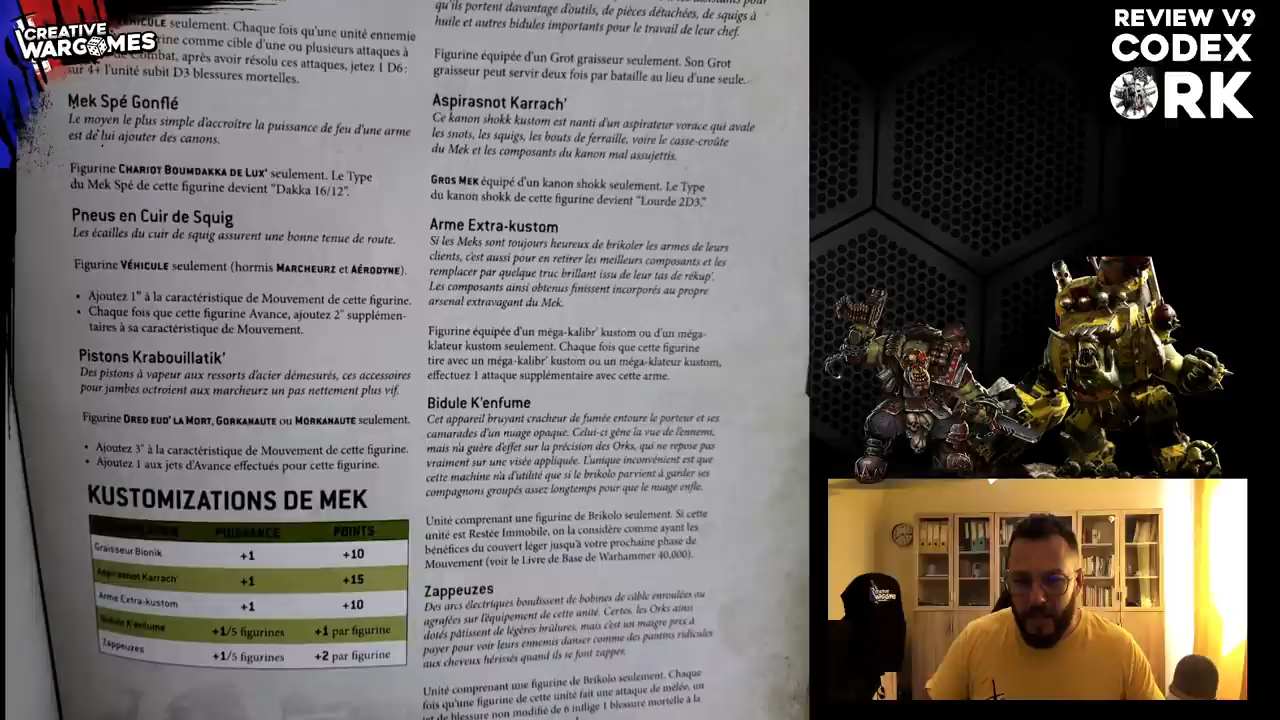 CREATIVE
WARGAMES
REVIEW V9
CODEX
ORK
VÉHICULE seulement. Chaque fois qu'une unité ennemie
comme cible d'une ou plusieurs attaques à
Combat, après avoir résolu ces attaques, jetez 1 D6:
sur 4+ l'unité subit D3 blessures mortelles.
Mek Spé Gonflé
Le moyen le plus simple d'accroître la puissance de feu d'une arme
est de lui ajouter des canons.
Figurine CHARIOT BOUMDAKKA DE LUX' seulement. Le Type
du Mek Spé de cette figurine devient "Dakka 16/12".
Pneus en Cuir de Squig
Les écailles du cuir de squig assurent une bonne tenue de route.
Figurine VÉHICULE seulement (hormis MARCHEURZ et AÉRODYNE).
• Ajoutez 1" à la caractéristique de Mouvement de cette figurine.
• Chaque fois que cette figurine Avance, ajoutez 2" supplémen-
taires à sa caractéristique de Mouvement.
Pistons Krabouillatik'
Des pistons à vapeur aux ressorts d'acier démesurés, ces accessoires
pour jambes octroient aux marcheurz un pas nettement plus vif.
Figurine DRED EUD' LA MORT, GORKANAUTE ou MORKANAUTE seulement.
• Ajoutez 3" à la caractéristique de Mouvement de cette figurine.
• Ajoutez 1 aux jets d'Avance effectués pour cette figurine.
KUSTOMIZATIONS DE MEK
PUISSANCE POINTS
Graisseur Bionik +1 +10
Aspirasnot Karrach' +1 +15
Arme Extra-kustom +1 +10
Bidule K'enfume +1/5 figurines +1 par figurine
Zappeuzes +1/5 figurines +2 par figurine
qu'ils portent davantage d'outils, de pièces détachées, de squigs à
huile et autres bidules importants pour le travail de leur chef.
Figurine équipée d'un Grot graisseur seulement. Son Grot
graisseur peut servir deux fois par bataille au lieu d'une seule.
Aspirasnot Karrach'
Ce kanon shokk kustom est nanti d'un aspirateur vorace qui avale
les snots, les squigs, les bouts de ferraille, voire le casse-croûte
du Mek et les composants du kanon mal assujettis.
GROS MEK équipé d'un kanon shokk seulement. Le Type
du kanon shokk de cette figurine devient "Lourde 2D3."
Arme Extra-kustom
Si les Meks sont toujours heureux de brikoler les armes de leurs
clients, c'est aussi pour en retirer les meilleurs composants et les
remplacer par quelque truc brillant issu de leur tas de rékup'.
Les composants ainsi obtenus finissent incorporés au propre
arsenal extravagant du Mek.
Figurine équipée d'un méga-kalibr' kustom ou d'un méga-
klateur kustom seulement. Chaque fois que cette figurine
tire avec un méga-kalibr' kustom ou un méga-klateur kustom,
effectuez 1 attaque supplémentaire avec cette arme.
Bidule K'enfume
Cet appareil bruyant cracheur de fumée entoure le porteur et ses
camarades d'un nuage opaque. Celui-ci gêne la vue de l'ennemi,
mais n'a guère d'effet sur la précision des Orks, qui ne repose pas
vraiment sur une visée appliquée. L'unique inconvénient est que
cette machine n'a d'utilité que si le brikolo parvient à garder ses
compagnons groupés assez longtemps pour que le nuage enfle.
Unité comprenant une figurine de Brikolo seulement. Si cette
unité est Restée Immobile, on la considère comme ayant les
bénéfices du couvert léger jusqu'à votre prochaine phase de
Mouvement (voir le Livre de Base de Warhammer 40,000).
Zappeuzes
Des arcs électriques bondissent de bobines de câble enroulées ou
agrafées sur l'équipement de cette unité. Certes, les Orks ainsi
dotés pâtissent de légères brûlures, mais c'est un maigre prix à
payer pour voir leurs ennemis danser comme des pantins ridicules
aux cheveux hérissés quand ils se font zapper.
Unité comprenant une figurine de Brikolo seulement. Chaque
fois qu'une figurine de cette unité fait une attaque de mêlée, un
jet de blessure non modifié de 6 inflige 1 blessure mortelle à la